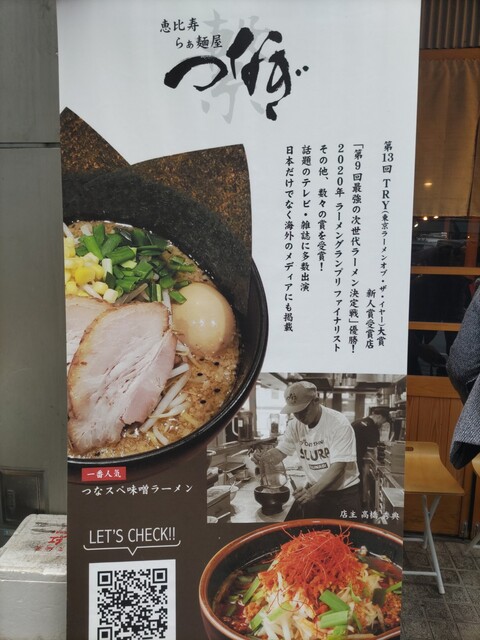 恵比寿
らぁ麺屋
つなぎ
繋
第13回 TRY(東京ラーメンオブ・ザ・イヤー)大賞
新人賞受賞店
「第9回最強の次世代ラーメン決定戦」優勝!
2020年 ラーメングランプリ ファイナリスト
その他、数々の賞を受賞!
話題のテレビ・雑誌に多数出演
日本だけでなく海外のメディアにも掲載
一番人気
つなスペ味噌ラーメン
店主 高橋 秀典
LET'S CHECK!!